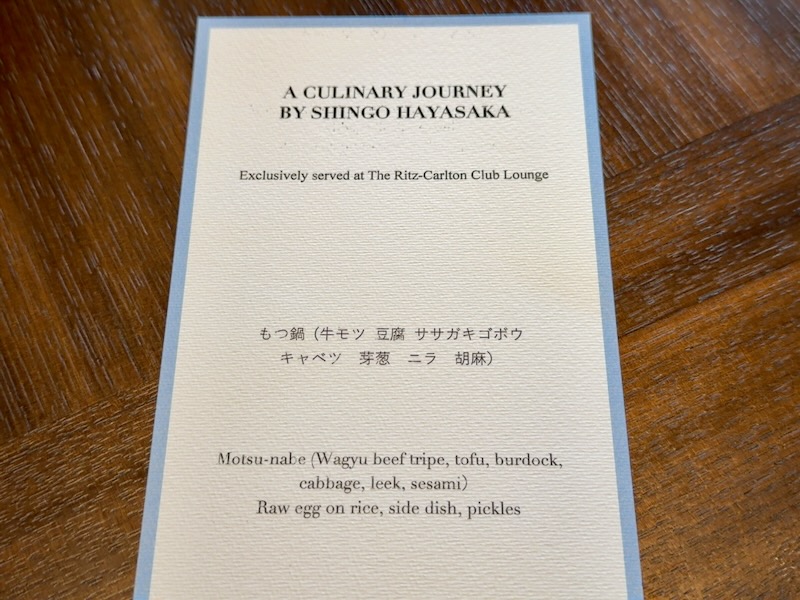 A CULINARY JOURNEY
BY SHINGO HAYASAKA
Exclusively served at The Ritz-Carlton Club Lounge
もつ鍋（牛モツ 豆腐 ササガキゴボウ
キャベツ　芽葱　ニラ　胡麻）
Motsu-nabe (Wagyu beef tripe, tofu, burdock,
cabbage, leek, sesami）
Raw egg on rice, side dish, pickles